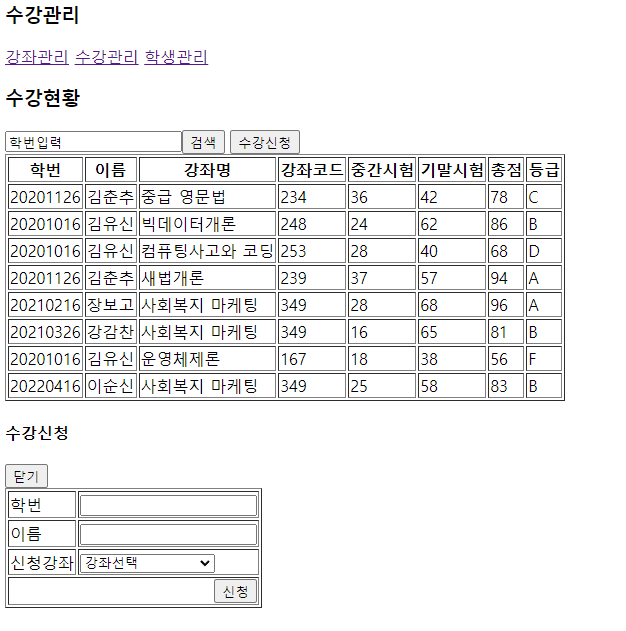 수강관리
강좌관리 수강관리 학생관리
수강현황
학번입력 검색 수강신청
학번 이름 강좌명 강좌코드 중간시험 기말시험 총점 등급
20201126 김춘추 중급 영문법 234 36 42 78 C
20201016 김유신 빅데이터개론 248 24 62 86 B
20201016 김유신 컴퓨팅사고와 코딩 253 28 40 68 D
20201126 김춘추 새법개론 239 37 57 94 A
20210216 장보고 사회복지 마케팅 349 28 68 96 A
20210326 강감찬 사회복지 마케팅 349 16 65 81 B
20201016 김유신 운영체제론 167 18 38 56 F
20220416 이순신 사회복지 마케팅 349 25 58 83 B
수강신청
닫기
학번
이름
신청강좌 강좌선택
신청